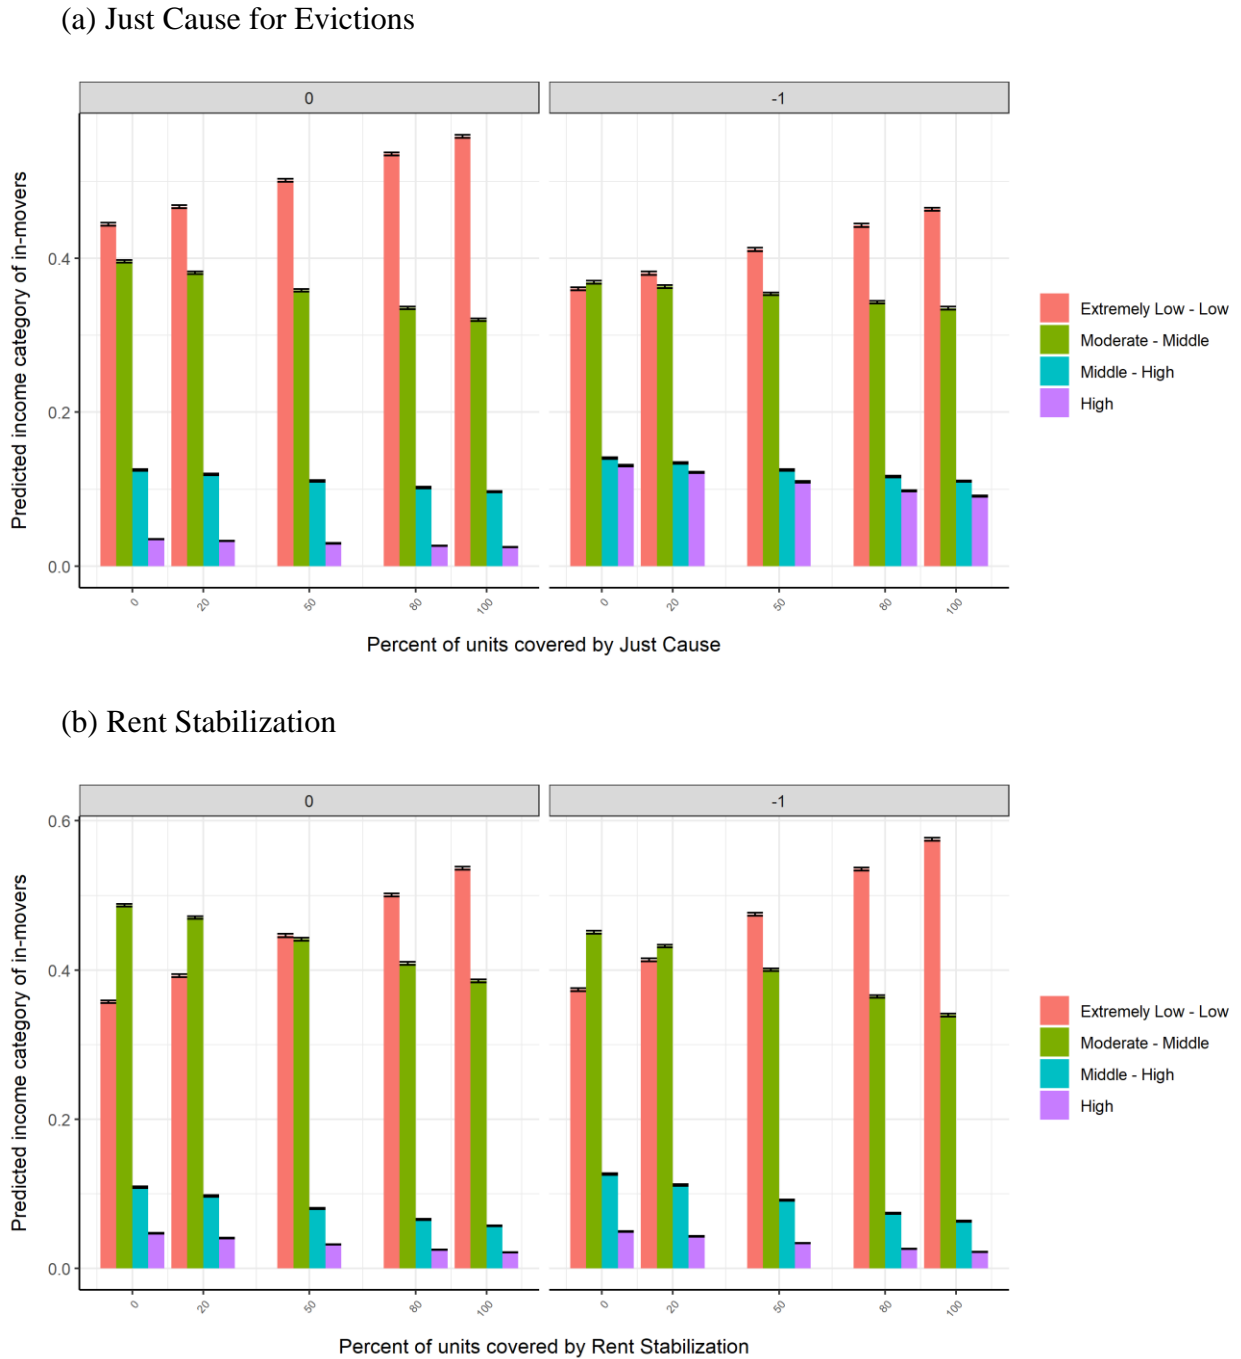 (a) Just Cause for Evictions
0
-1
Predicted income category of in-movers
0.4
0.2
0.0
0
20
50
80
100
0
20
50
80
100
Percent of units covered by Just Cause
Extremely Low - Low
Moderate - Middle
Middle - High
High
(b) Rent Stabilization
0
-1
Predicted income category of in-movers
0.6
0.4
0.2
0.0
0
20
50
80
100
0
20
50
80
100
Percent of units covered by Rent Stabilization
Extremely Low - Low
Moderate - Middle
Middle - High
High